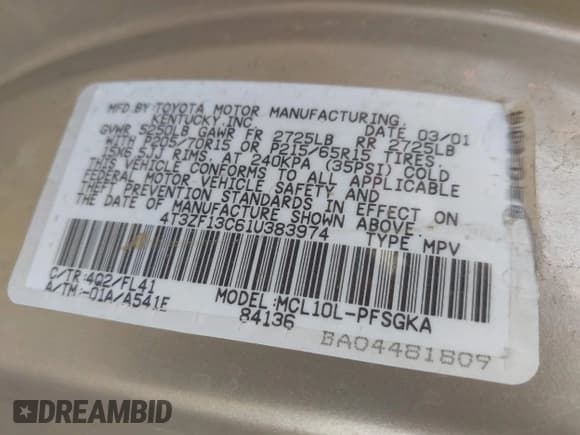 MFD BY TOYOTA MOTOR MANUFACTURING,
KENTUCKY INC. DATE 03/01
GVWR 5250LB GAWR FR 2725LB RR 2725LB
WITH P205/70R15 or P215/65R15 TIRES,
RIMS, AT 240KPA (35PSI) COLD
THIS VEHICLE CONFORMS TO ALL APPLICABLE
FEDERAL MOTOR VEHICLE SAFETY AND
THEFT PREVENTION STANDARDS IN EFFECT ON
THE DATE OF MANUFACTURE SHOWN ABOVE.
4T3ZF13C61U383974 TYPE MPV
C/TR:4Q2/FL41 MODEL:MCL10L-PFSGKA
A/TM:-01A/A541E 84136
BA04481809
DREAMBID